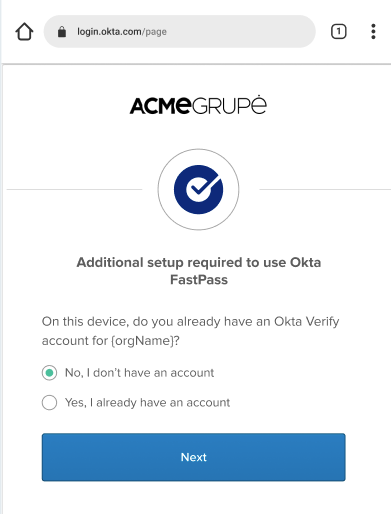 login.okta.com/page
1
ACMEGRUPĖ
Additional setup required to use Okta
FastPass
On this device, do you already have an Okta Verify
account for {orgName}?
No, I don't have an account
Yes, I already have an account
Next